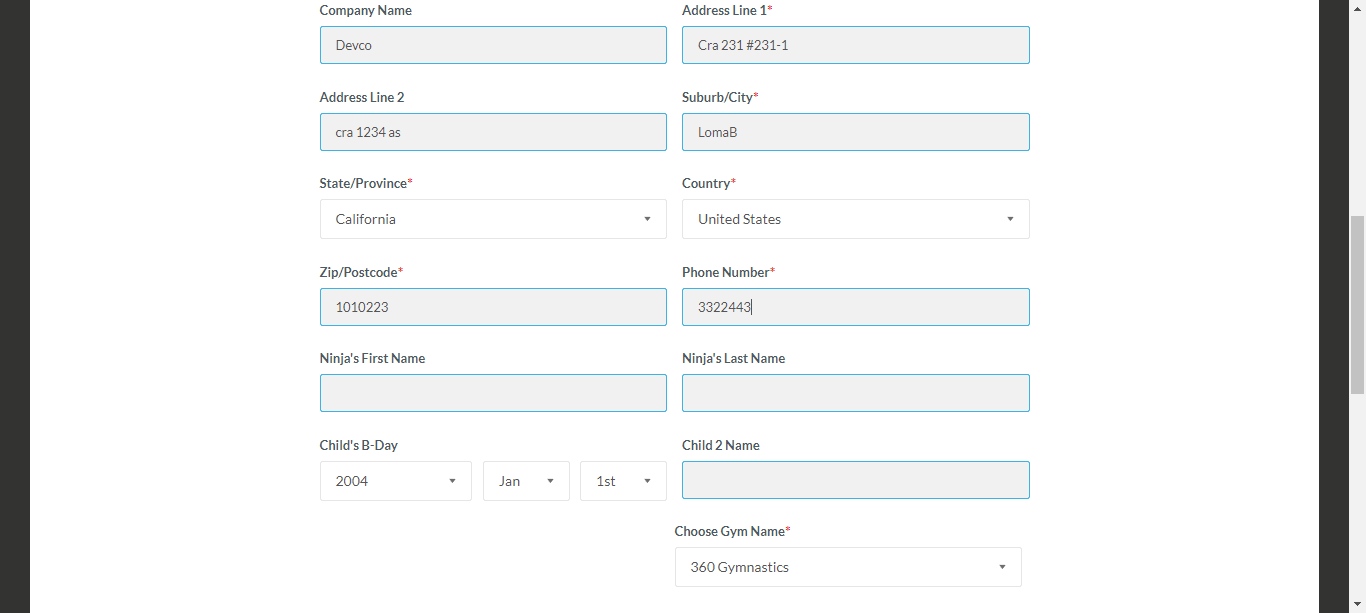 Company Name
Address Line 1*
Devco
Cra 231 #231-1
Address Line 2
Suburb/City*
cra 1234 as
LomaB
State/Province*
Country*
California
United States
Zip/Postcode*
Phone Number*
1010223
3322443
Ninja's First Name
Ninja's Last Name
Child's B-Day
Child 2 Name
2004
Jan
1st
Choose Gym Name*
360 Gymnastics